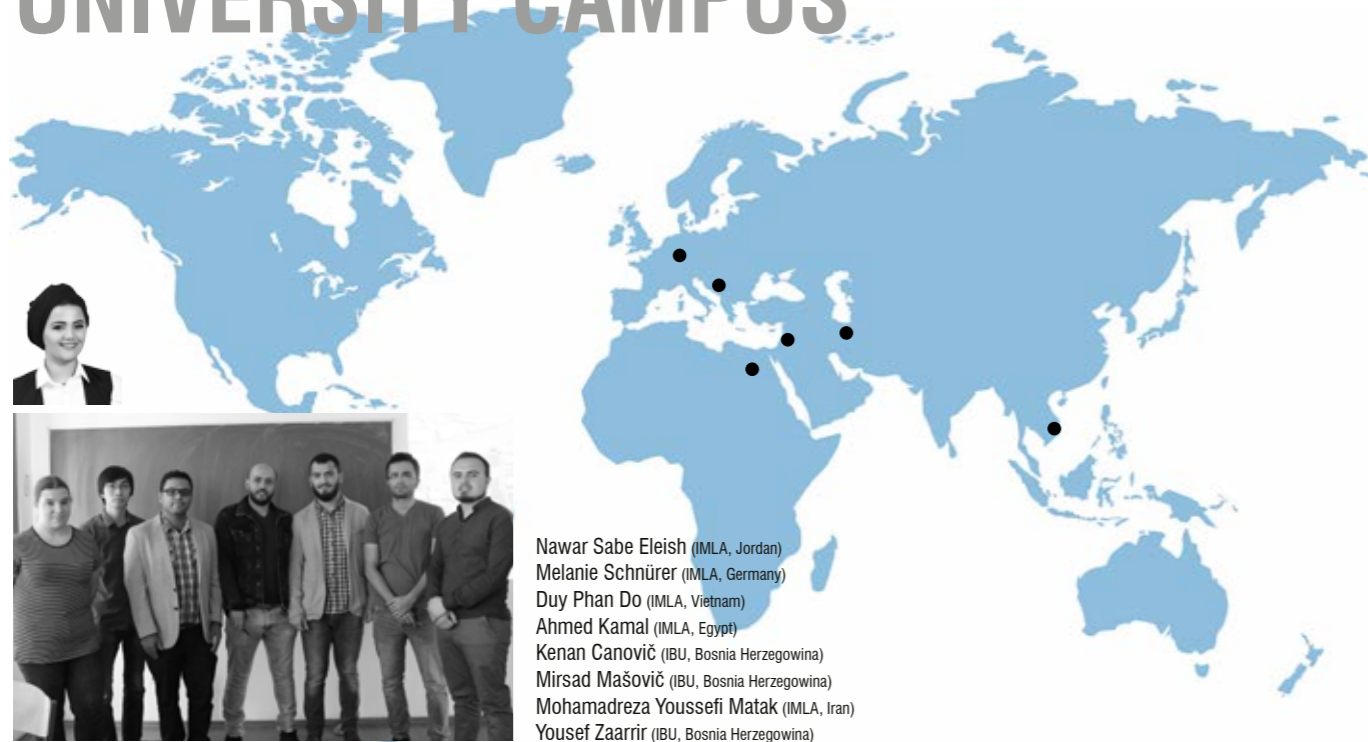 UNIVERSITY CAMPUS
Nawar Sabe Eleish (IMLA, Jordan)
Melanie Schnürer (IMLA, Germany)
Duy Phan Do (IMLA, Vietnam)
Ahmed Kamal (IMLA, Egypt)
Kenan Canovič (IBU, Bosnia Herzegowina)
Mirsad Mašovič (IBU, Bosnia Herzegowina)
Mohamadreza Youssefi Matak (IMLA, Iran)
Yousef Zaarrir (IBU, Bosnia Herzegowina)